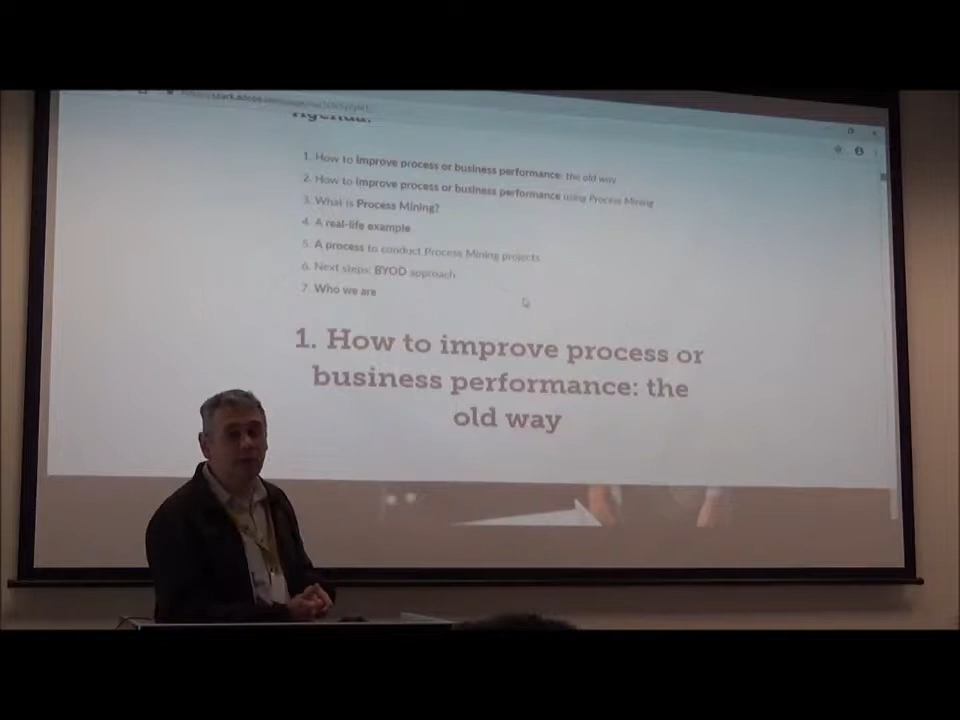 Agenda:
1. How to improve process or business performance: the old way
2. How to improve process or business performance using Process Mining
3. What is Process Mining?
4. A real-life example
5. A process to conduct Process Mining projects
6. Next steps: BYOD approach
7. Who we are
1. How to improve process or
business performance: the
old way